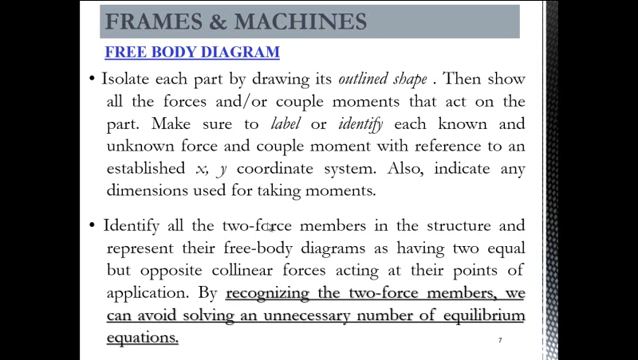 FRAMES & MACHINES
FREE BODY DIAGRAM
• Isolate each part by drawing its outlined shape . Then show
all the forces and/or couple moments that act on the
part. Make sure to label or identify each known and
unknown force and couple moment with reference to an
established x, y coordinate system. Also, indicate any
dimensions used for taking moments.
• Identify all the two-force members in the structure and
represent their free-body diagrams as having two equal
but opposite collinear forces acting at their points of
application. By recognizing the two-force members, we
can avoid solving an unnecessary number of equilibrium
equations.
7